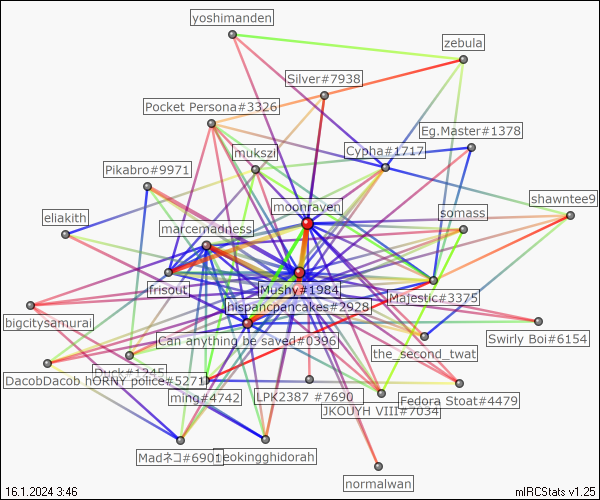 yoshimanden
zebula
Silver#7938
Pocket Persona#3326
Eg.Master#1378
mukszi
Cypha#1717
Pikabro#9971
shawntee9
moonraven
somass
eliakith
marcemadness
frisout
Mushy#1984
Majestic#3375
hispancpancakes#2928
bigcitysamurai
Can anything be saved#0396
Swirly Boi#6154
the_second_twat
Duck#1245
DacobDacob hORNY police#5271
ming#4742
LPK2387 #7690
Fedora Stoat#4479
JKOUYH VIII#7034
Madネコ#6901
normalwan
16.1.2024 3:46
mIRCStats v1.25